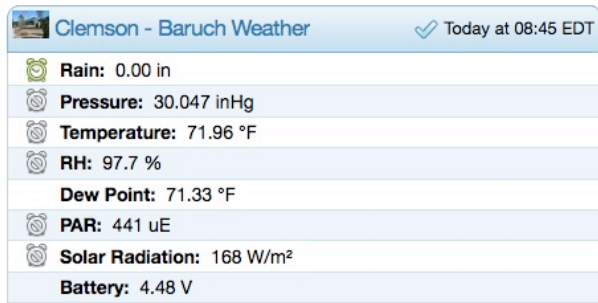 Clemson - Baruch Weather Today at 08:45 EDT
Rain: 0.00 in
Pressure: 30.047 inHg
Temperature: 71.96 °F
RH: 97.7 %
Dew Point: 71.33 °F
PAR: 441 uE
Solar Radiation: 168 W/m²
Battery: 4.48 V